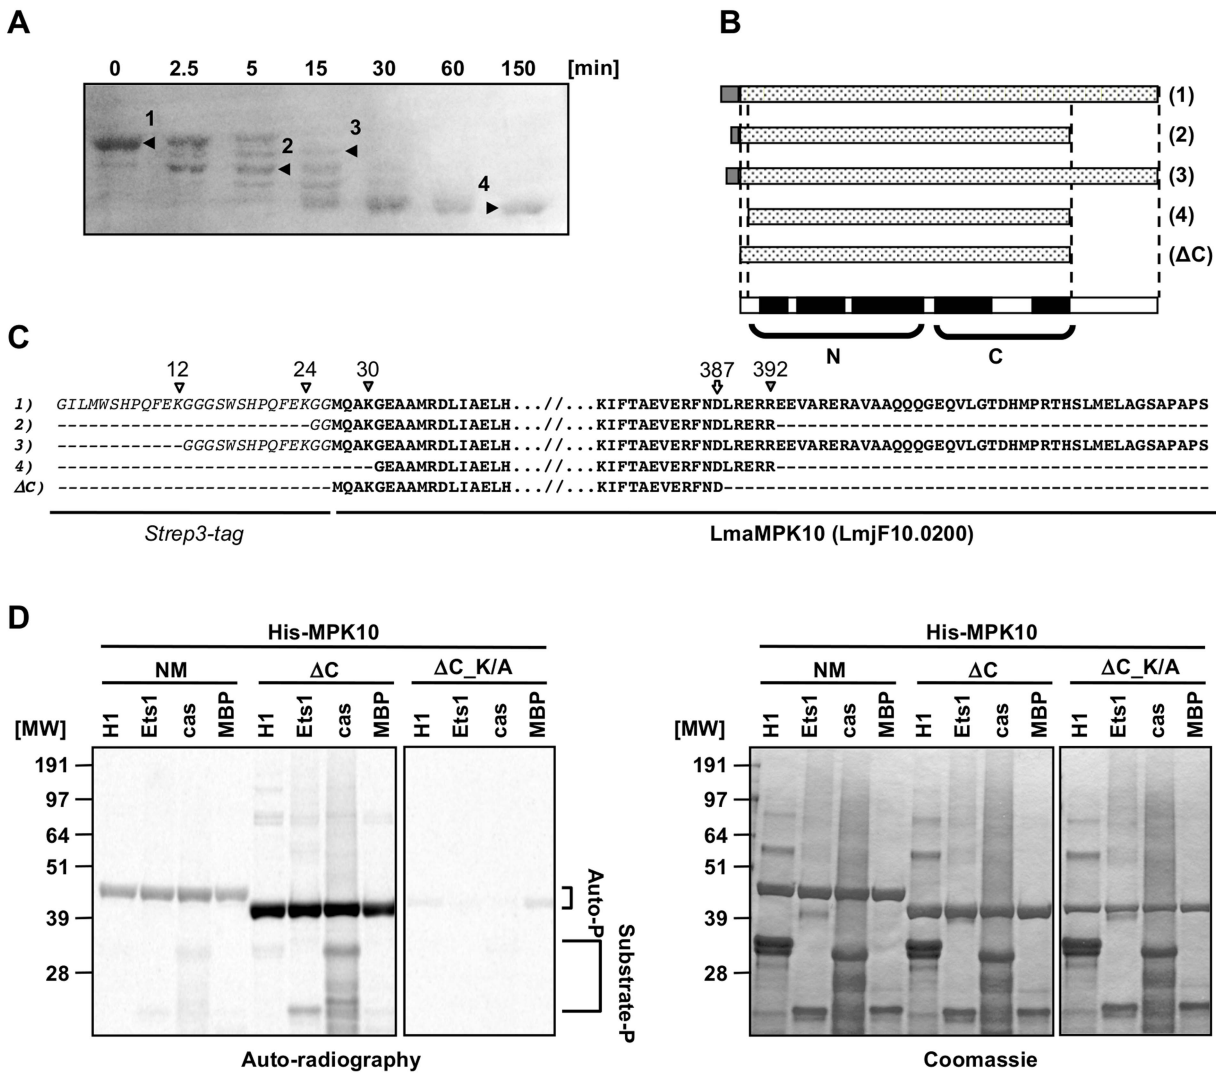 A
0 2.5 5 15 30 60 150 [min]
1
2
3
4
B
(1)
(2)
(3)
(4)
(ΔC)
N C
C
12 24 30 387 392
1) GILMWSHPQFEKGGGSWSHPQFEKGGMQAKGEAAMRDLIAELH...//...KIFTAEVERFNDLRERREEVARERAVAAQQQGEQVLGTDHMPRTHSLMELAGSAPAPS
2) ------------------------GGMQAKGEAAMRDLIAELH...//...KIFTAEVERFNDLRERR-----------------------------------------
3) ------------GGGSWSHPQFEKGGMQAKGEAAMRDLIAELH...//...KIFTAEVERFNDLRERREEVARERAVAAQQQGEQVLGTDHMPRTHSLMELAGSAPAPS
4) ------------------------------GEAAMRDLIAELH...//...KIFTAEVERFNDLRERR-----------------------------------------
ΔC) --------------------------MQAKGEAAMRDLIAELH...//...KIFTAEVERFND----------------------------------------------
Strep3-tag LmaMPK10 (LmjF10.0200)
D
His-MPK10
NM ΔC ΔC_K/A
[MW] H1 Ets1 cas MBP H1 Ets1 cas MBP H1 Ets1 cas MBP
191
97
64
51
39
28
Auto-P
Substrate-P
Auto-radiography
His-MPK10
NM ΔC ΔC_K/A
[MW] H1 Ets1 cas MBP H1 Ets1 cas MBP H1 Ets1 cas MBP
191
97
64
51
39
28
Coomassie